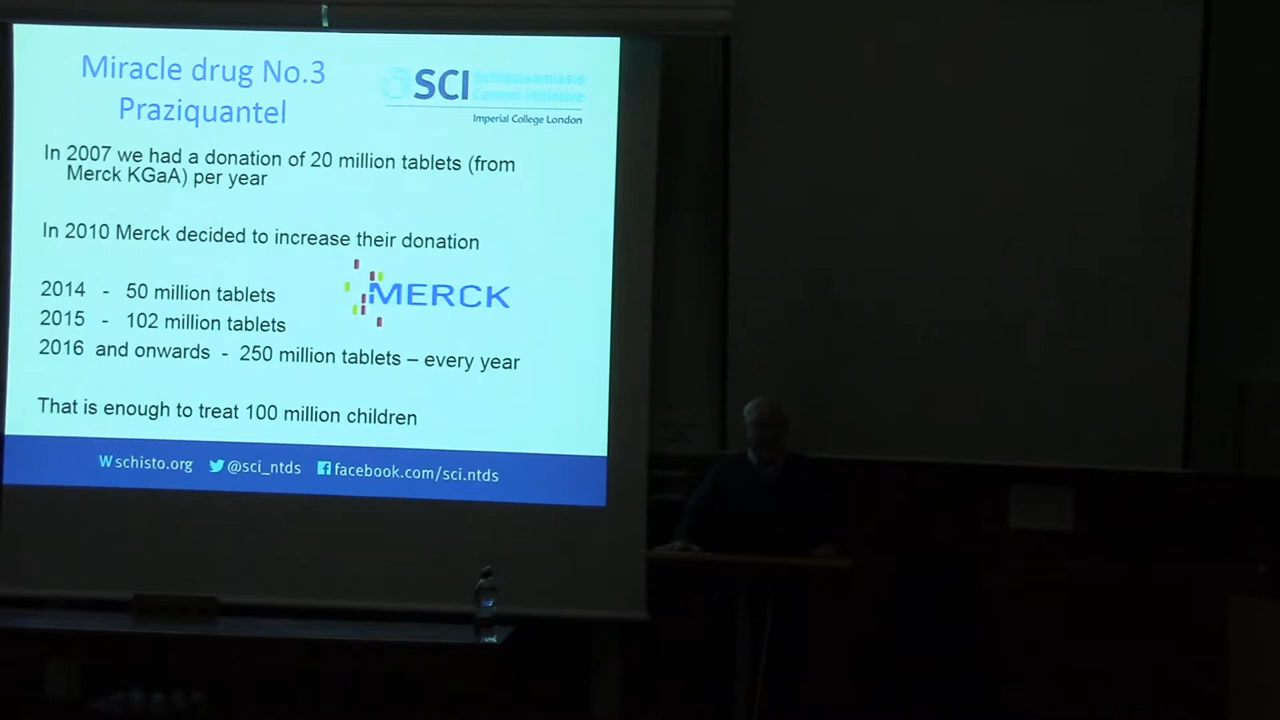 Miracle drug No.3
Praziquantel
SCI Schistosomiasis
Control Initiative
Imperial College London
In 2007 we had a donation of 20 million tablets (from
Merck KGaA) per year
In 2010 Merck decided to increase their donation
MERCK
2014 - 50 million tablets
2015 - 102 million tablets
2016 and onwards - 250 million tablets – every year
That is enough to treat 100 million children
W schisto.org @sci_ntds facebook.com/sci.ntds